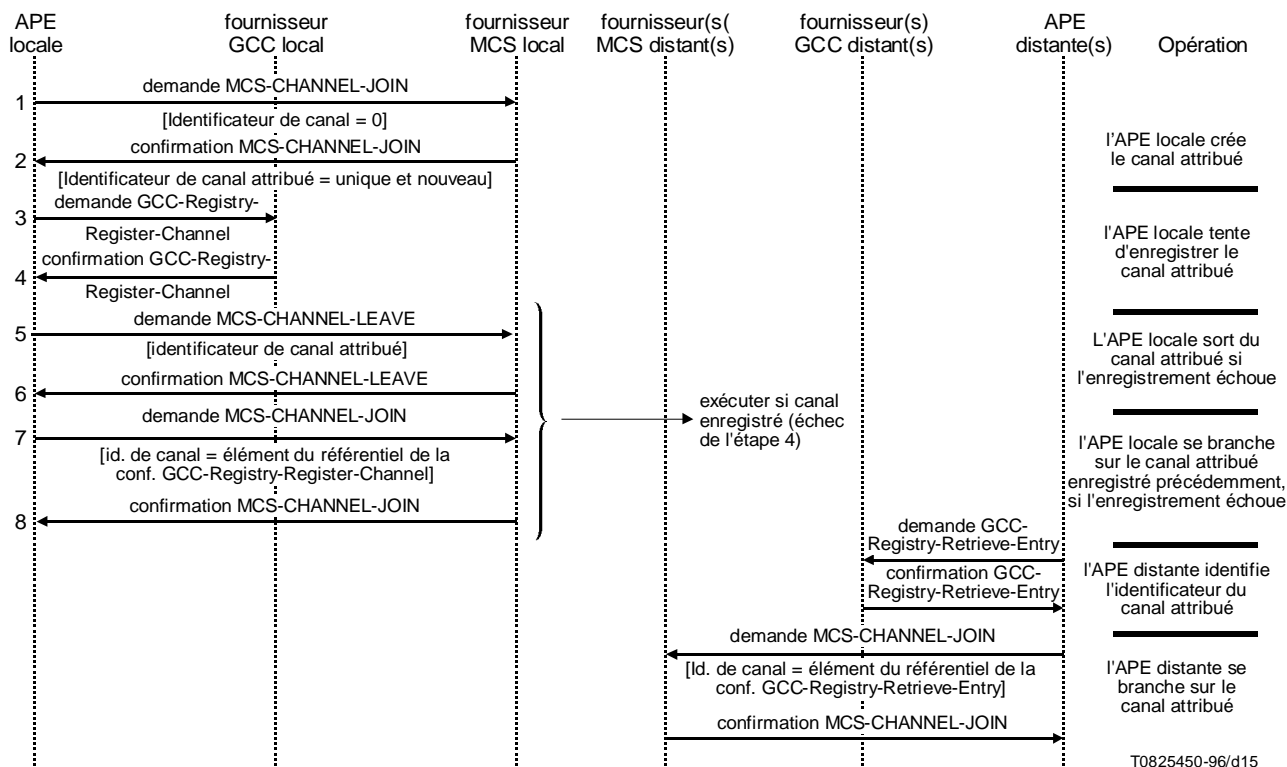 APE
locale
fournisseur
GCC local
fournisseur
MCS local
fournisseur(s(
MCS distant(s)
fournisseur(s)
GCC distant(s)
APE
distante(s)
Opération
demande MCS-CHANNEL-JOIN
1
[Identificateur de canal = 0]
confirmation MCS-CHANNEL-JOIN
2
[Identificateur de canal attribué = unique et nouveau]
l'APE locale crée
le canal attribué
demande GCC-Registry-
3
Register-Channel
confirmation GCC-Registry-
4
Register-Channel
l'APE locale tente
d'enregistrer le
canal attribué
demande MCS-CHANNEL-LEAVE
5
[identificateur de canal attribué]
confirmation MCS-CHANNEL-LEAVE
6
L'APE locale sort du
canal attribué si
l'enregistrement échoue
demande MCS-CHANNEL-JOIN
7
[id. de canal = élément du référentiel de la
conf. GCC-Registry-Register-Channel]
confirmation MCS-CHANNEL-JOIN
8
exécuter si canal
enregistré (échec
de l'étape 4)
l'APE locale se branche
sur le canal attribué
enregistré précédemment,
si l'enregistrement échoue
demande GCC-
Registry-Retrieve-Entry
confirmation GCC-
Registry-Retrieve-Entry
l'APE distante identifie
l'identificateur du
canal attribué
demande MCS-CHANNEL-JOIN
[Id. de canal = élément du référentiel de la
conf. GCC-Registry-Retrieve-Entry]
confirmation MCS-CHANNEL-JOIN
l'APE distante se
branche sur le
canal attribué
T0825450-96/d15